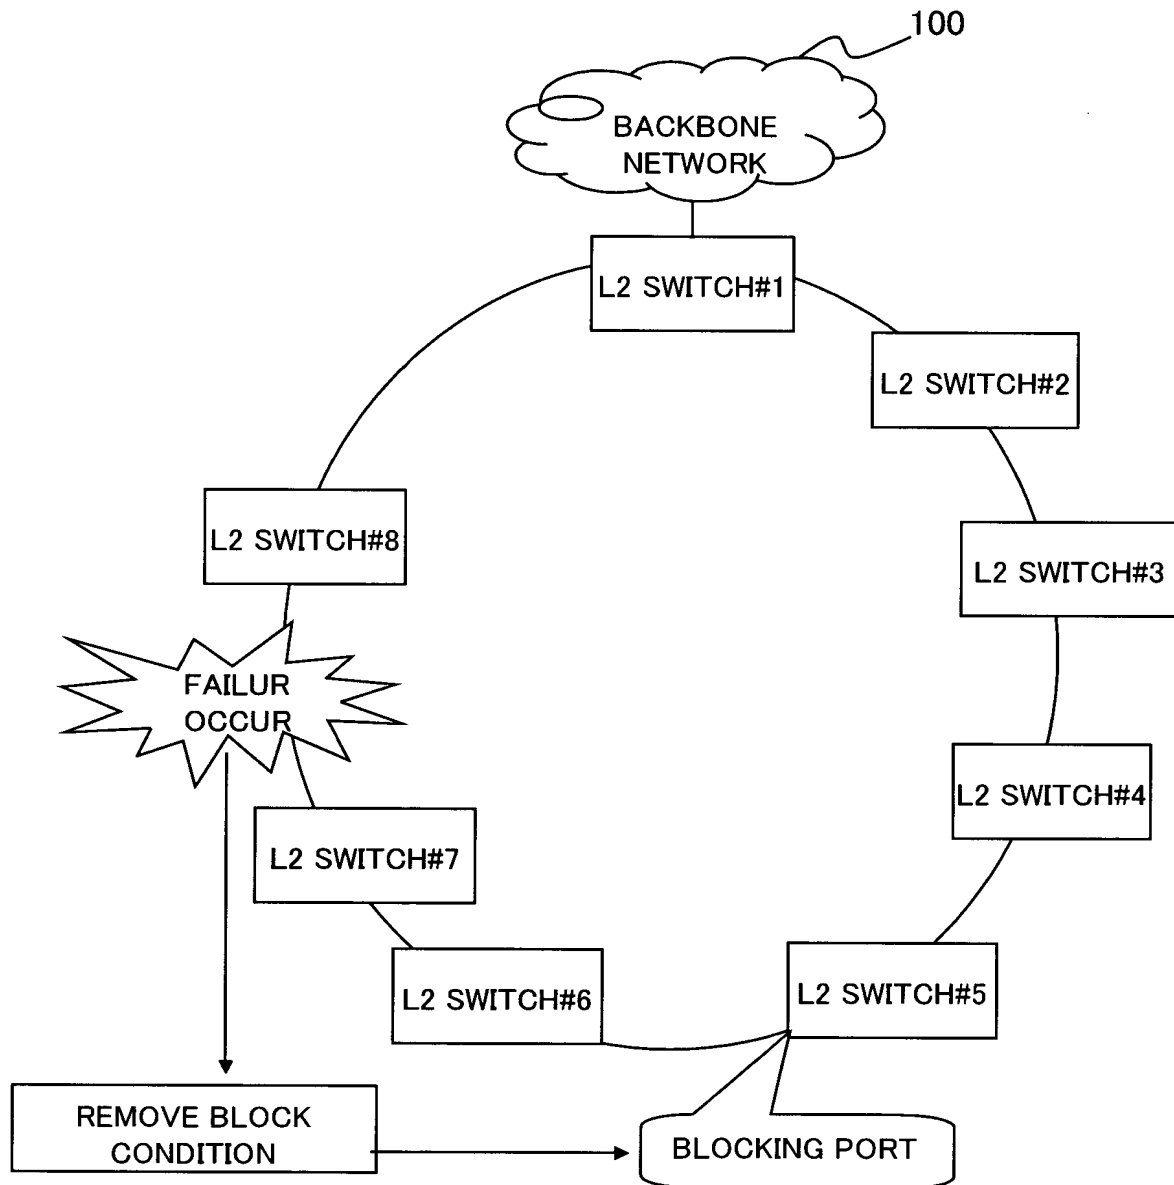 100
BACKBONE
NETWORK
L2 SWITCH#1
L2 SWITCH#2
L2 SWITCH#3
L2 SWITCH#8
FAILUR
OCCUR
L2 SWITCH#4
L2 SWITCH#7
L2 SWITCH#6
L2 SWITCH#5
REMOVE BLOCK
CONDITION
BLOCKING PORT